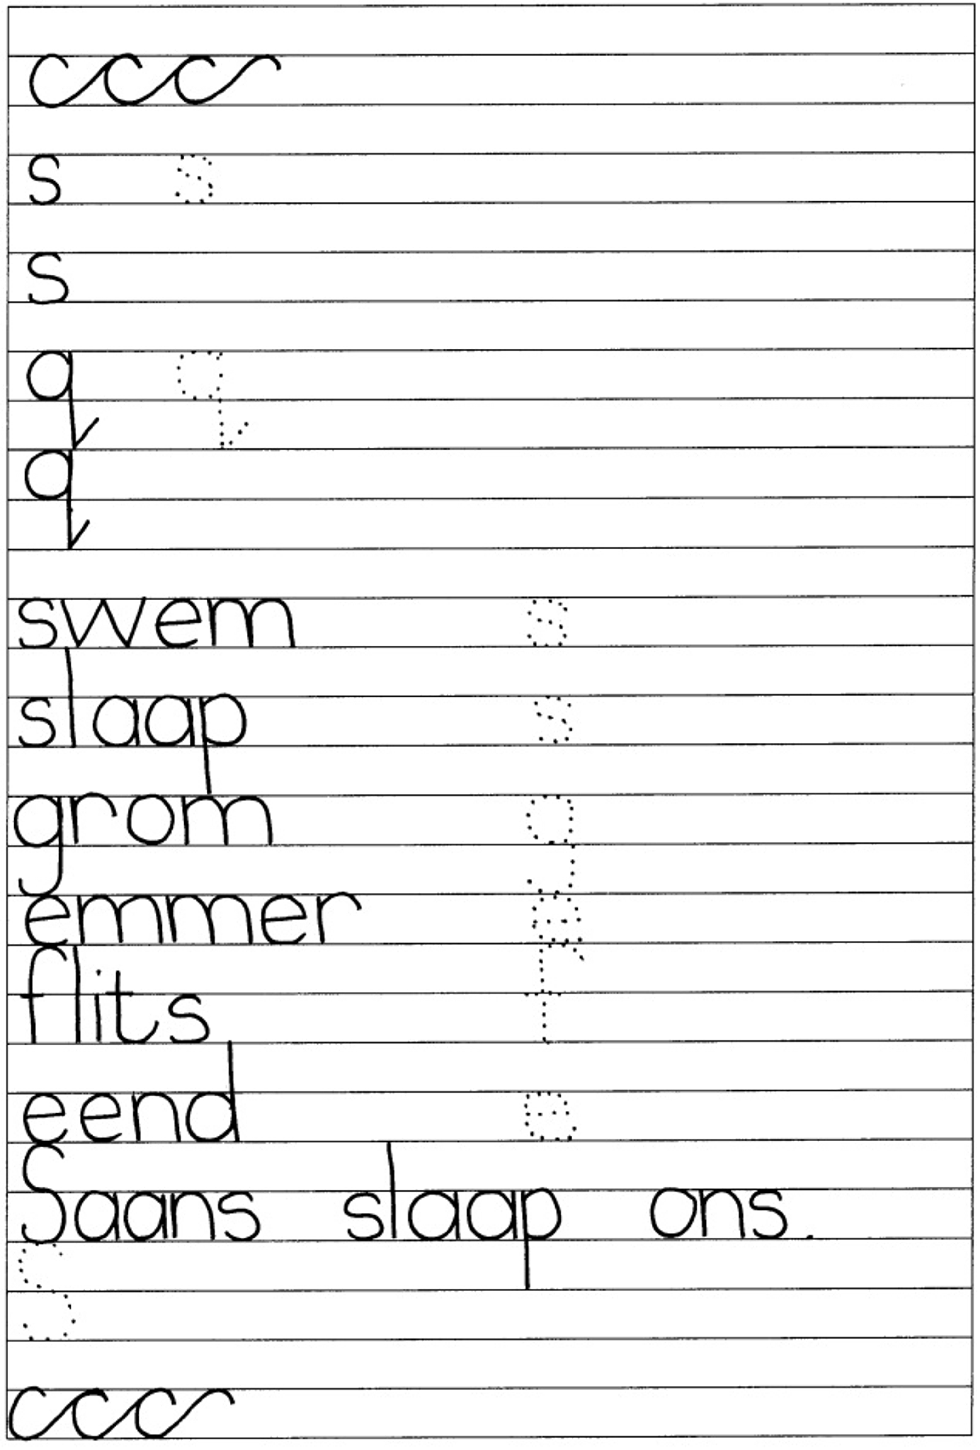 ccc
s s
s
q q
q
swem s
slaap s
grom g
emmer e
flits f
eend e
Saans slaap ons.
S
ccc